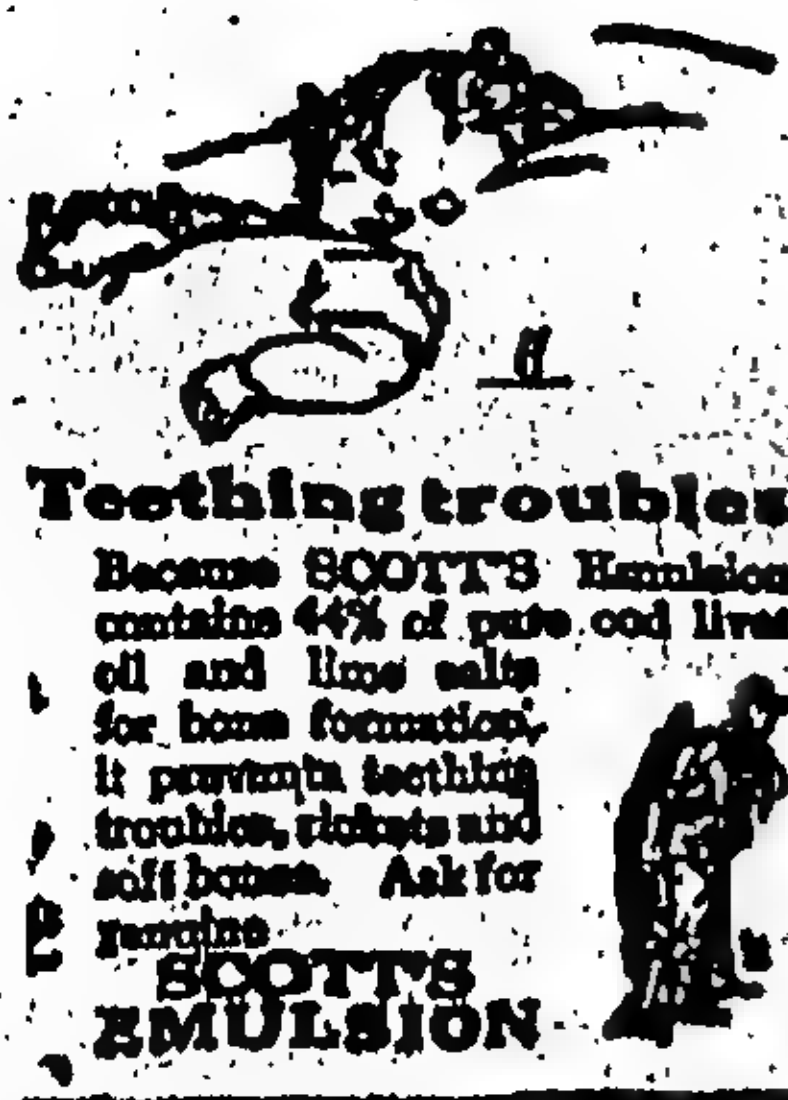 Teething troubles
Because SCOTT'S Emulsion
contains 44% of pure cod liver
oil and lime salts
for bone formation,
it prevents teething
troubles, rickets and
soft bones. Ask for
genuine
SCOTT'S
EMULSION